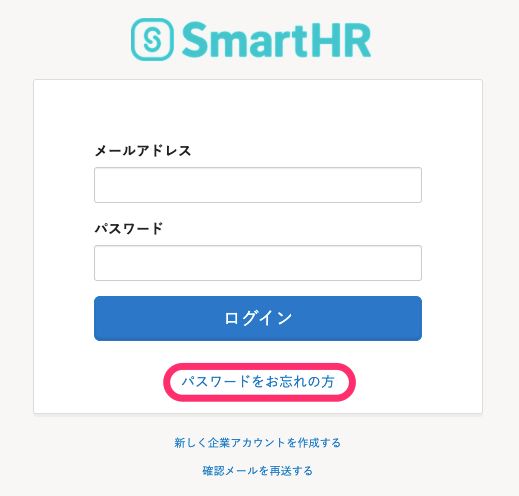 SmartHR
メールアドレス
パスワード
ログイン
パスワードをお忘れの方
新しく企業アカウントを作成する
確認メールを再送する